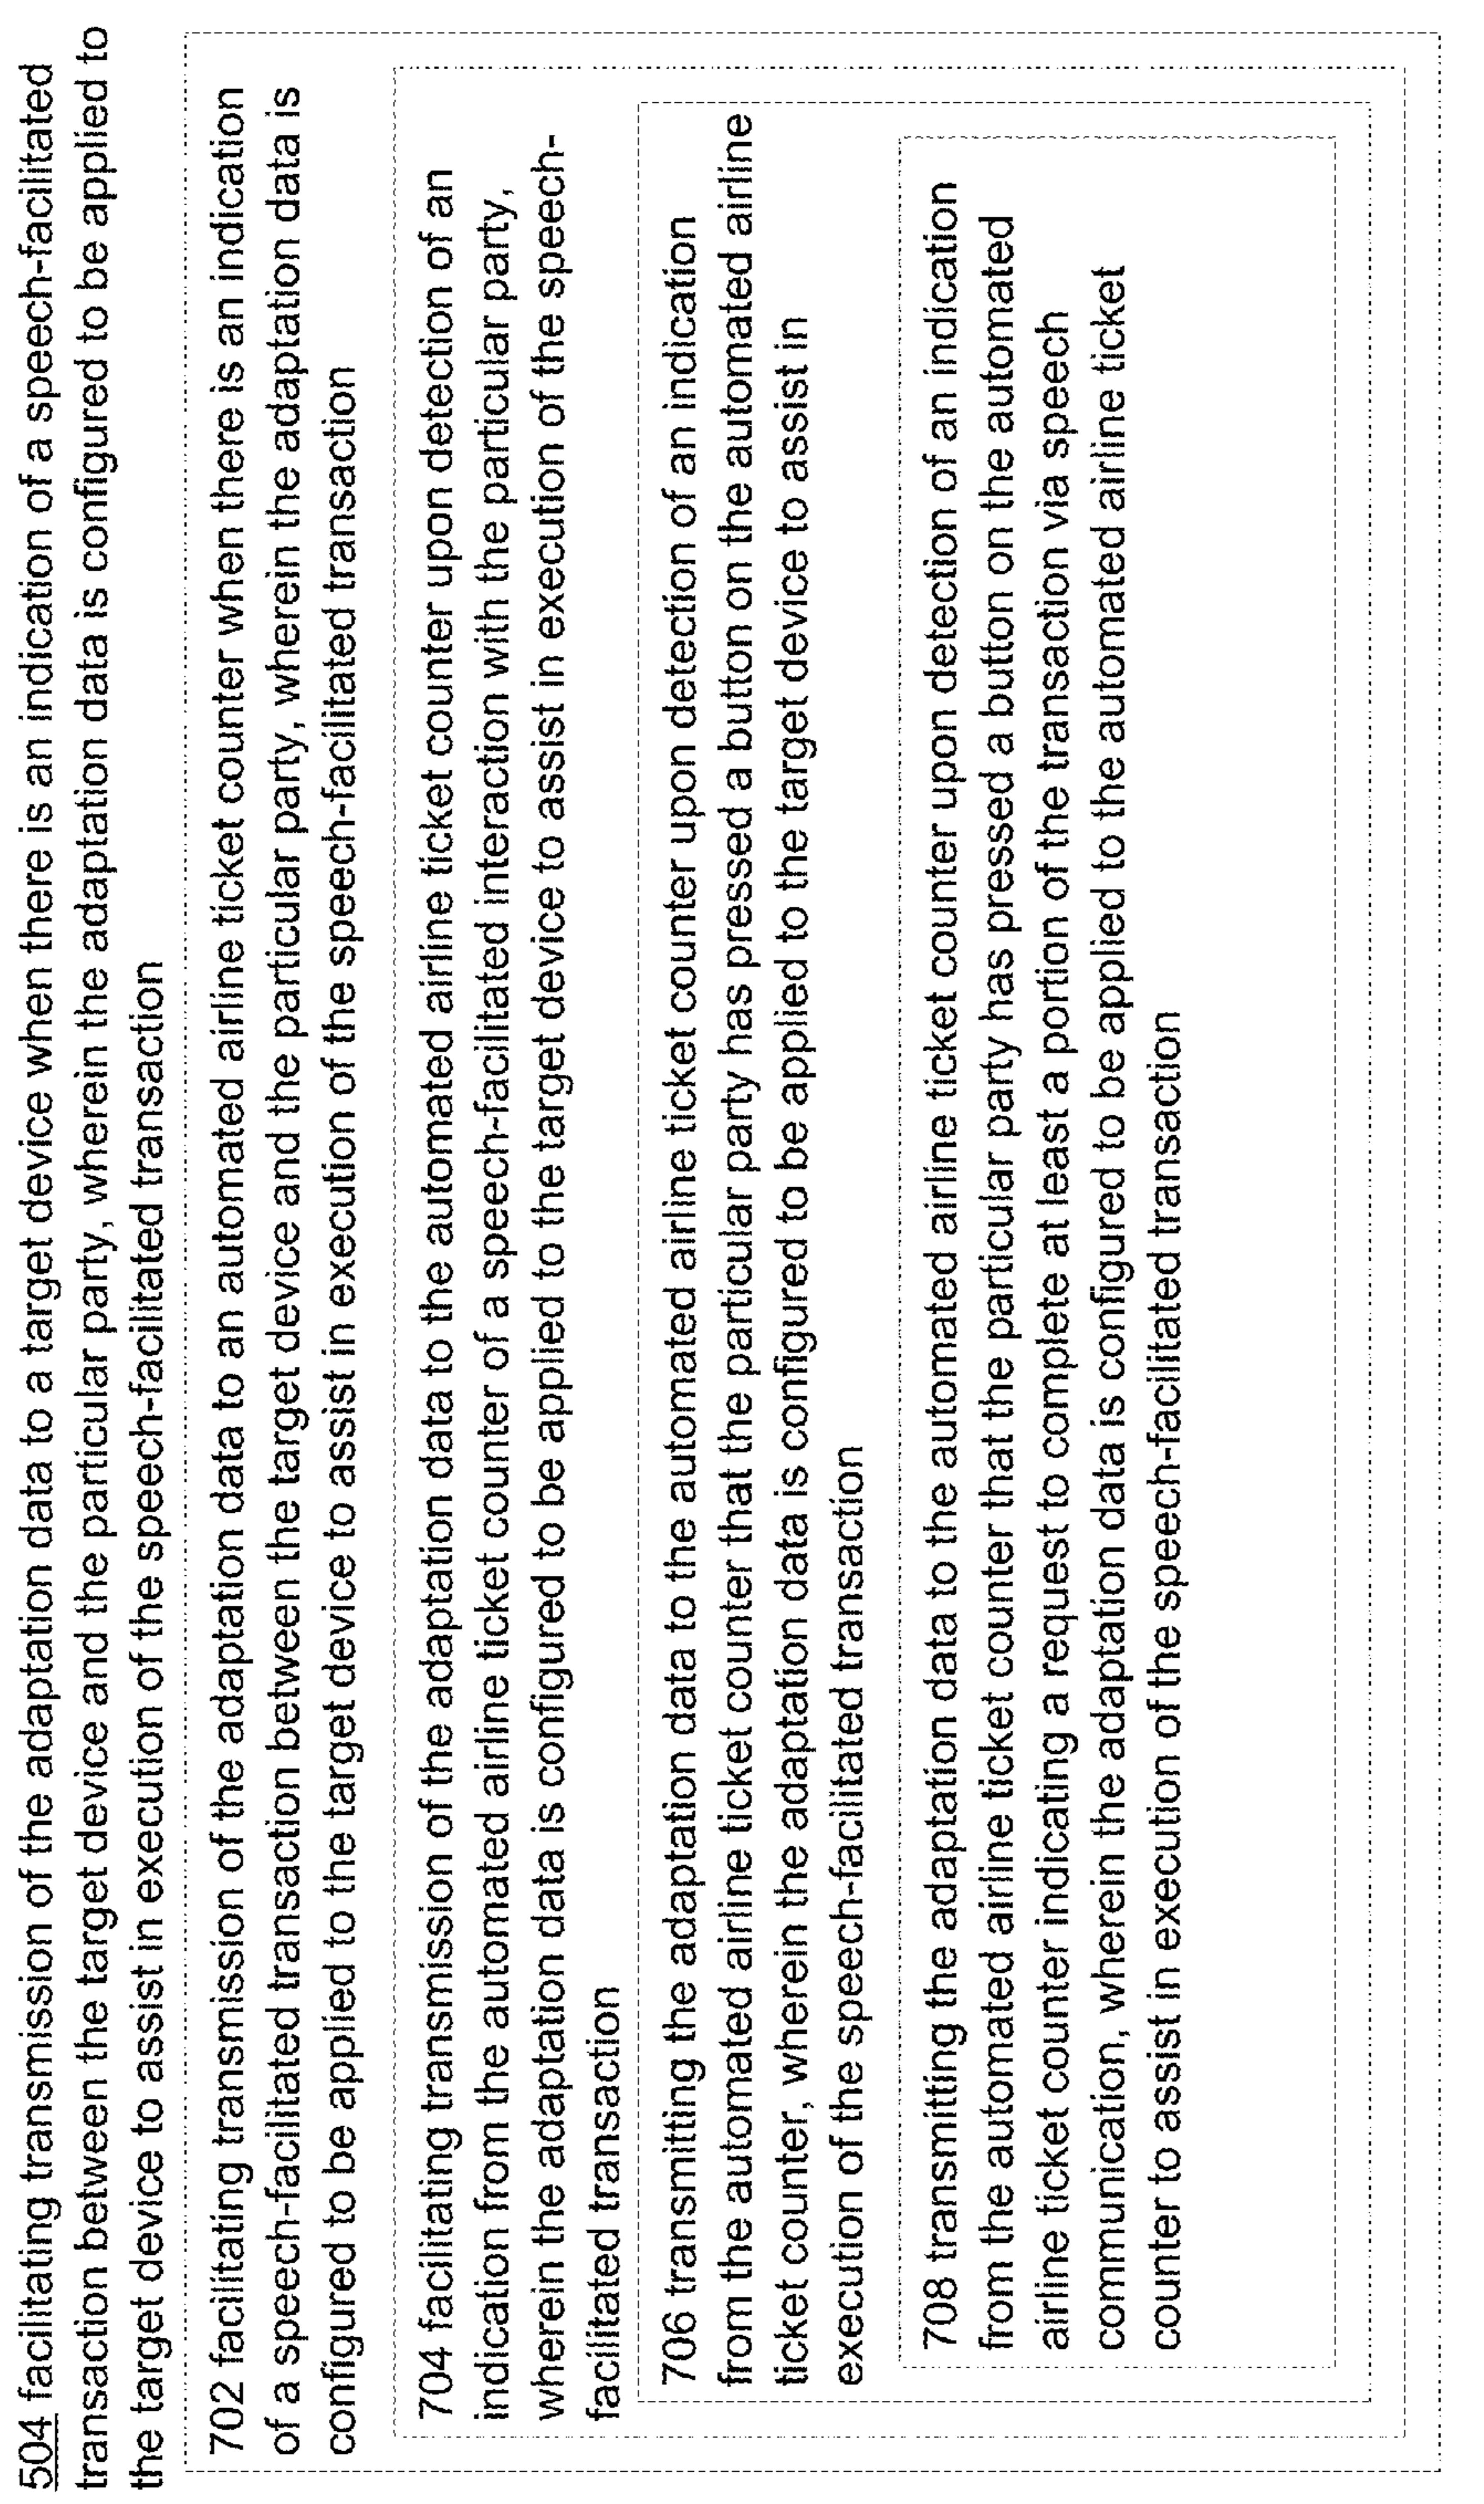 504 facilitating transmission of the adaptation data to a target device when there is an indication of a speech-facilitated
transaction between the target device and the particular party, wherein the adaptation data is configured to be applied to
the target device to assist in execution of the speech-facilitated transaction
702 facilitating transmission of the adaptation data to an automated airline ticket counter when there is an indication
of a speech-facilitated transaction between the target device and the particular party, wherein the adaptation data is
configured to be applied to the target device to assist in execution of the speech-facilitated transaction
704 facilitating transmission of the adaptation data to the automated airline ticket counter upon detection of an
indication from the automated airline ticket counter of a speech-facilitated interaction with the particular party,
wherein the adaptation data is configured to be applied to the target device to assist in execution of the speech-
facilitated transaction
706 transmitting the adaptation data to the automated airline ticket counter upon detection of an indication
from the automated airline ticket counter that the particular party has pressed a button on the automated airline
ticket counter, wherein the adaptation data is configured to be applied to the target device to assist in
execution of the speech-facilitated transaction
708 transmitting the adaptation data to the automated airline ticket counter upon detection of an indication
from the automated airline ticket counter that the particular party has pressed a button on the automated
airline ticket counter indicating a request to complete at least a portion of the transaction via speech
communication, wherein the adaptation data is configured to be applied to the automated airline ticket
counter to assist in execution of the speech-facilitated transaction